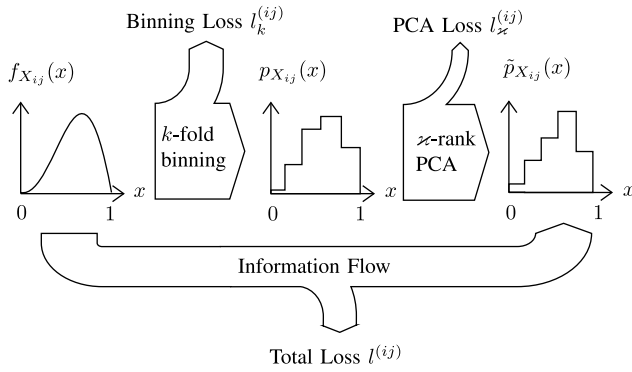 Binning Loss $l_k^{(ij)}$
PCA Loss $l_\varkappa^{(ij)}$
$f_{X_{ij}}(x)$
$p_{X_{ij}}(x)$
$\tilde{p}_{X_{ij}}(x)$
$k$-fold
binning
$\varkappa$-rank
PCA
$x$
$x$
$x$
0 1
0 1
0 1
Information Flow
Total Loss $l^{(ij)}$